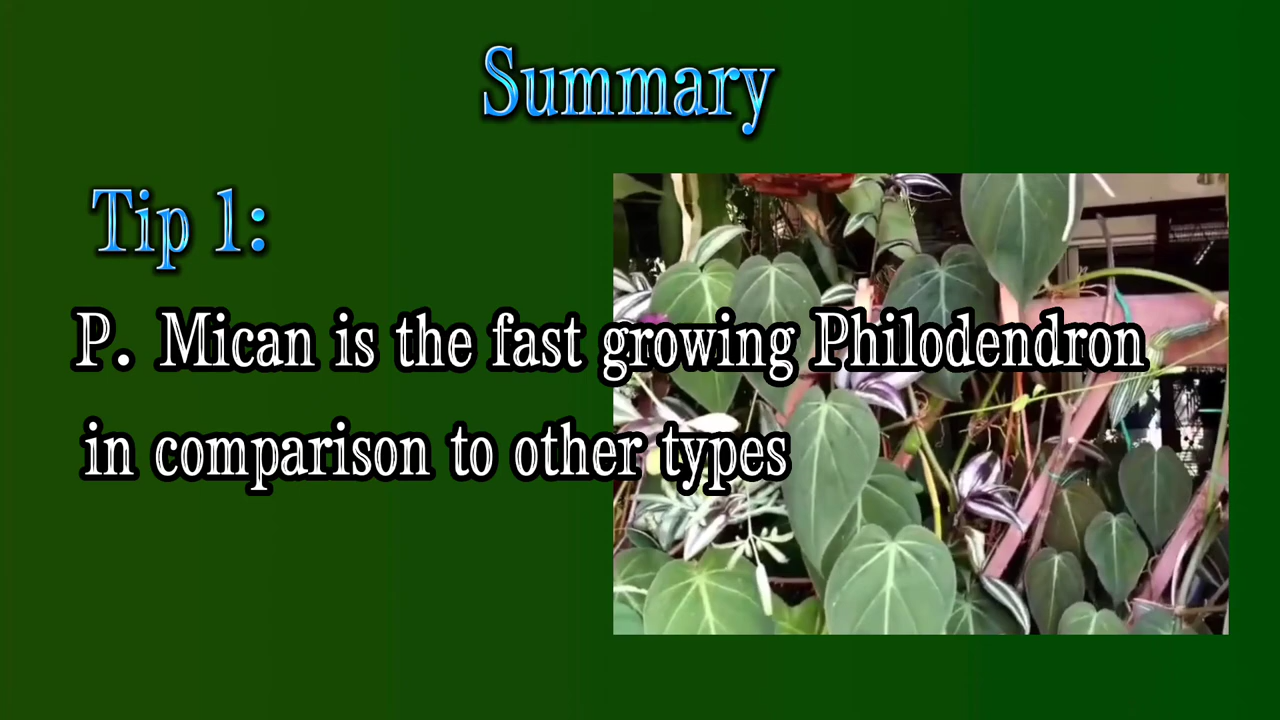 Summary
Tip 1:
P. Mican is the fast growing Philodendron
in comparison to other types